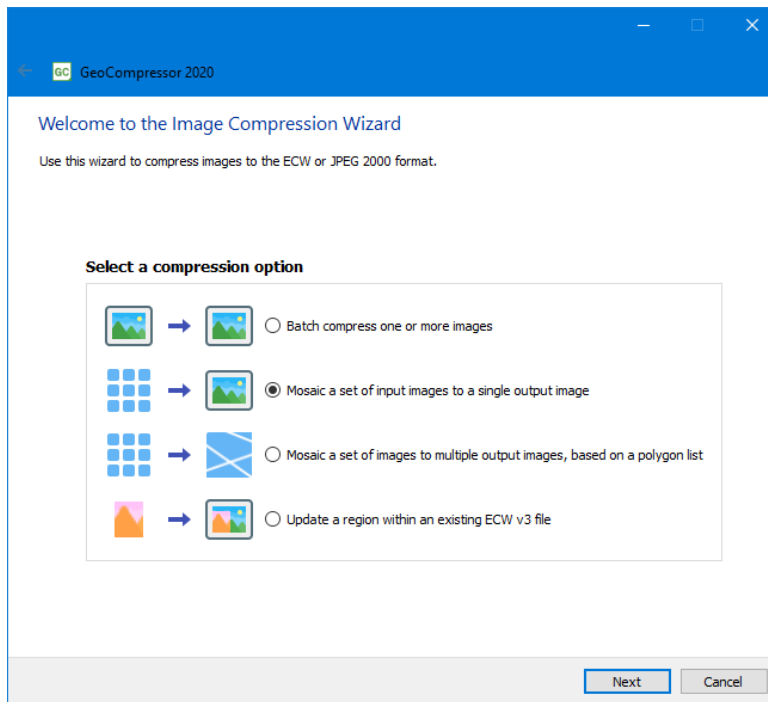 GC GeoCompressor 2020
Welcome to the Image Compression Wizard
Use this wizard to compress images to the ECW or JPEG 2000 format.
Select a compression option
Batch compress one or more images
Mosaic a set of input images to a single output image
Mosaic a set of images to multiple output images, based on a polygon list
Update a region within an existing ECW v3 file
Next Cancel